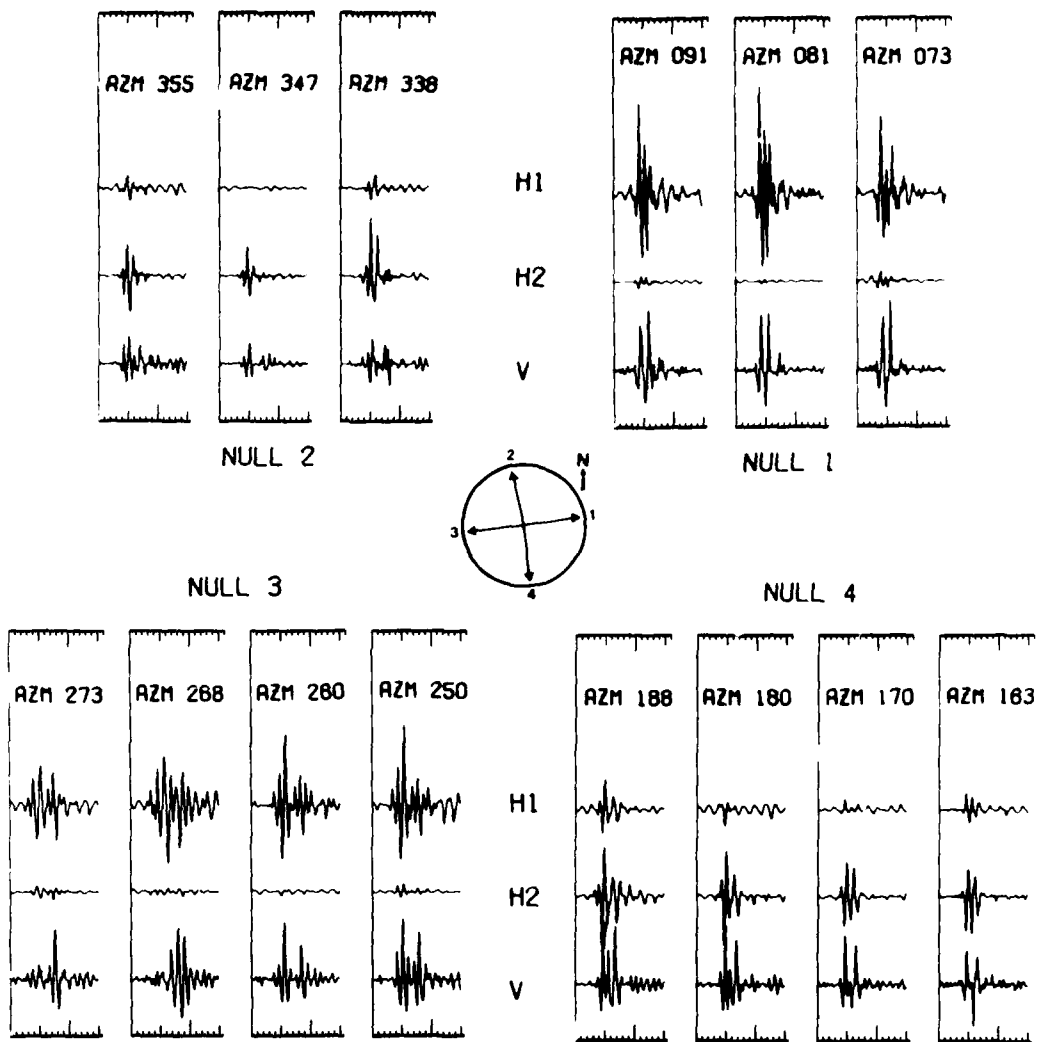 AZM 355 AZM 347 AZM 338
AZM 091 AZM 081 AZM 073
H1
H2
V
NULL 2
NULL 1
2
N
1
3
4
NULL 3
NULL 4
AZM 273 AZM 268 AZM 260 AZM 250
AZM 188 AZM 180 AZM 170 AZM 163
H1
H2
V